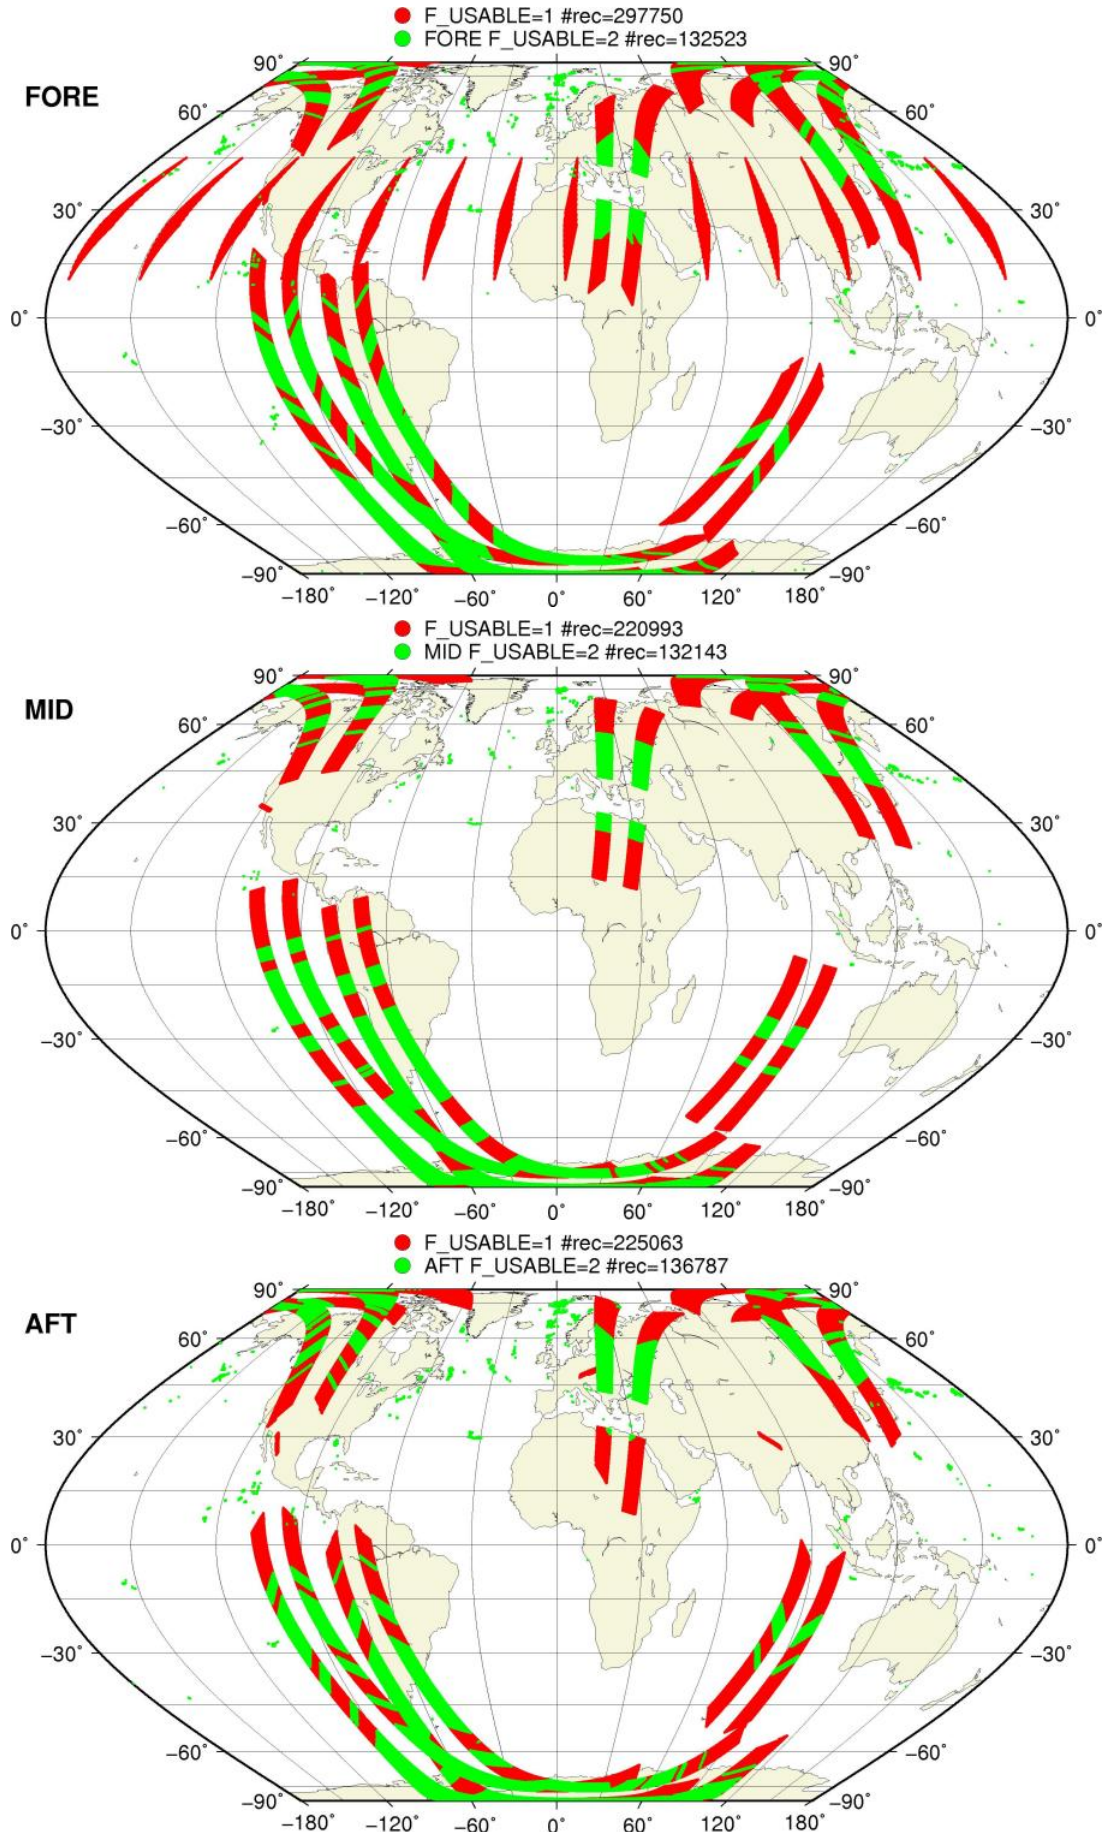 F_USABLE=1 #rec=297750
FORE F_USABLE=2 #rec=132523
FORE
90° 90°
60° 60°
30° 30°
0° 0°
−30° −30°
−60° −60°
−90° −90°
−180° −120° −60° 0° 60° 120° 180°
F_USABLE=1 #rec=220993
MID F_USABLE=2 #rec=132143
MID
90° 90°
60° 60°
30° 30°
0° 0°
−30° −30°
−60° −60°
−90° −90°
−180° −120° −60° 0° 60° 120° 180°
F_USABLE=1 #rec=225063
AFT F_USABLE=2 #rec=136787
AFT
90° 90°
60° 60°
30° 30°
0° 0°
−30° −30°
−60° −60°
−90° −90°
−180° −120° −60° 0° 60° 120° 180°